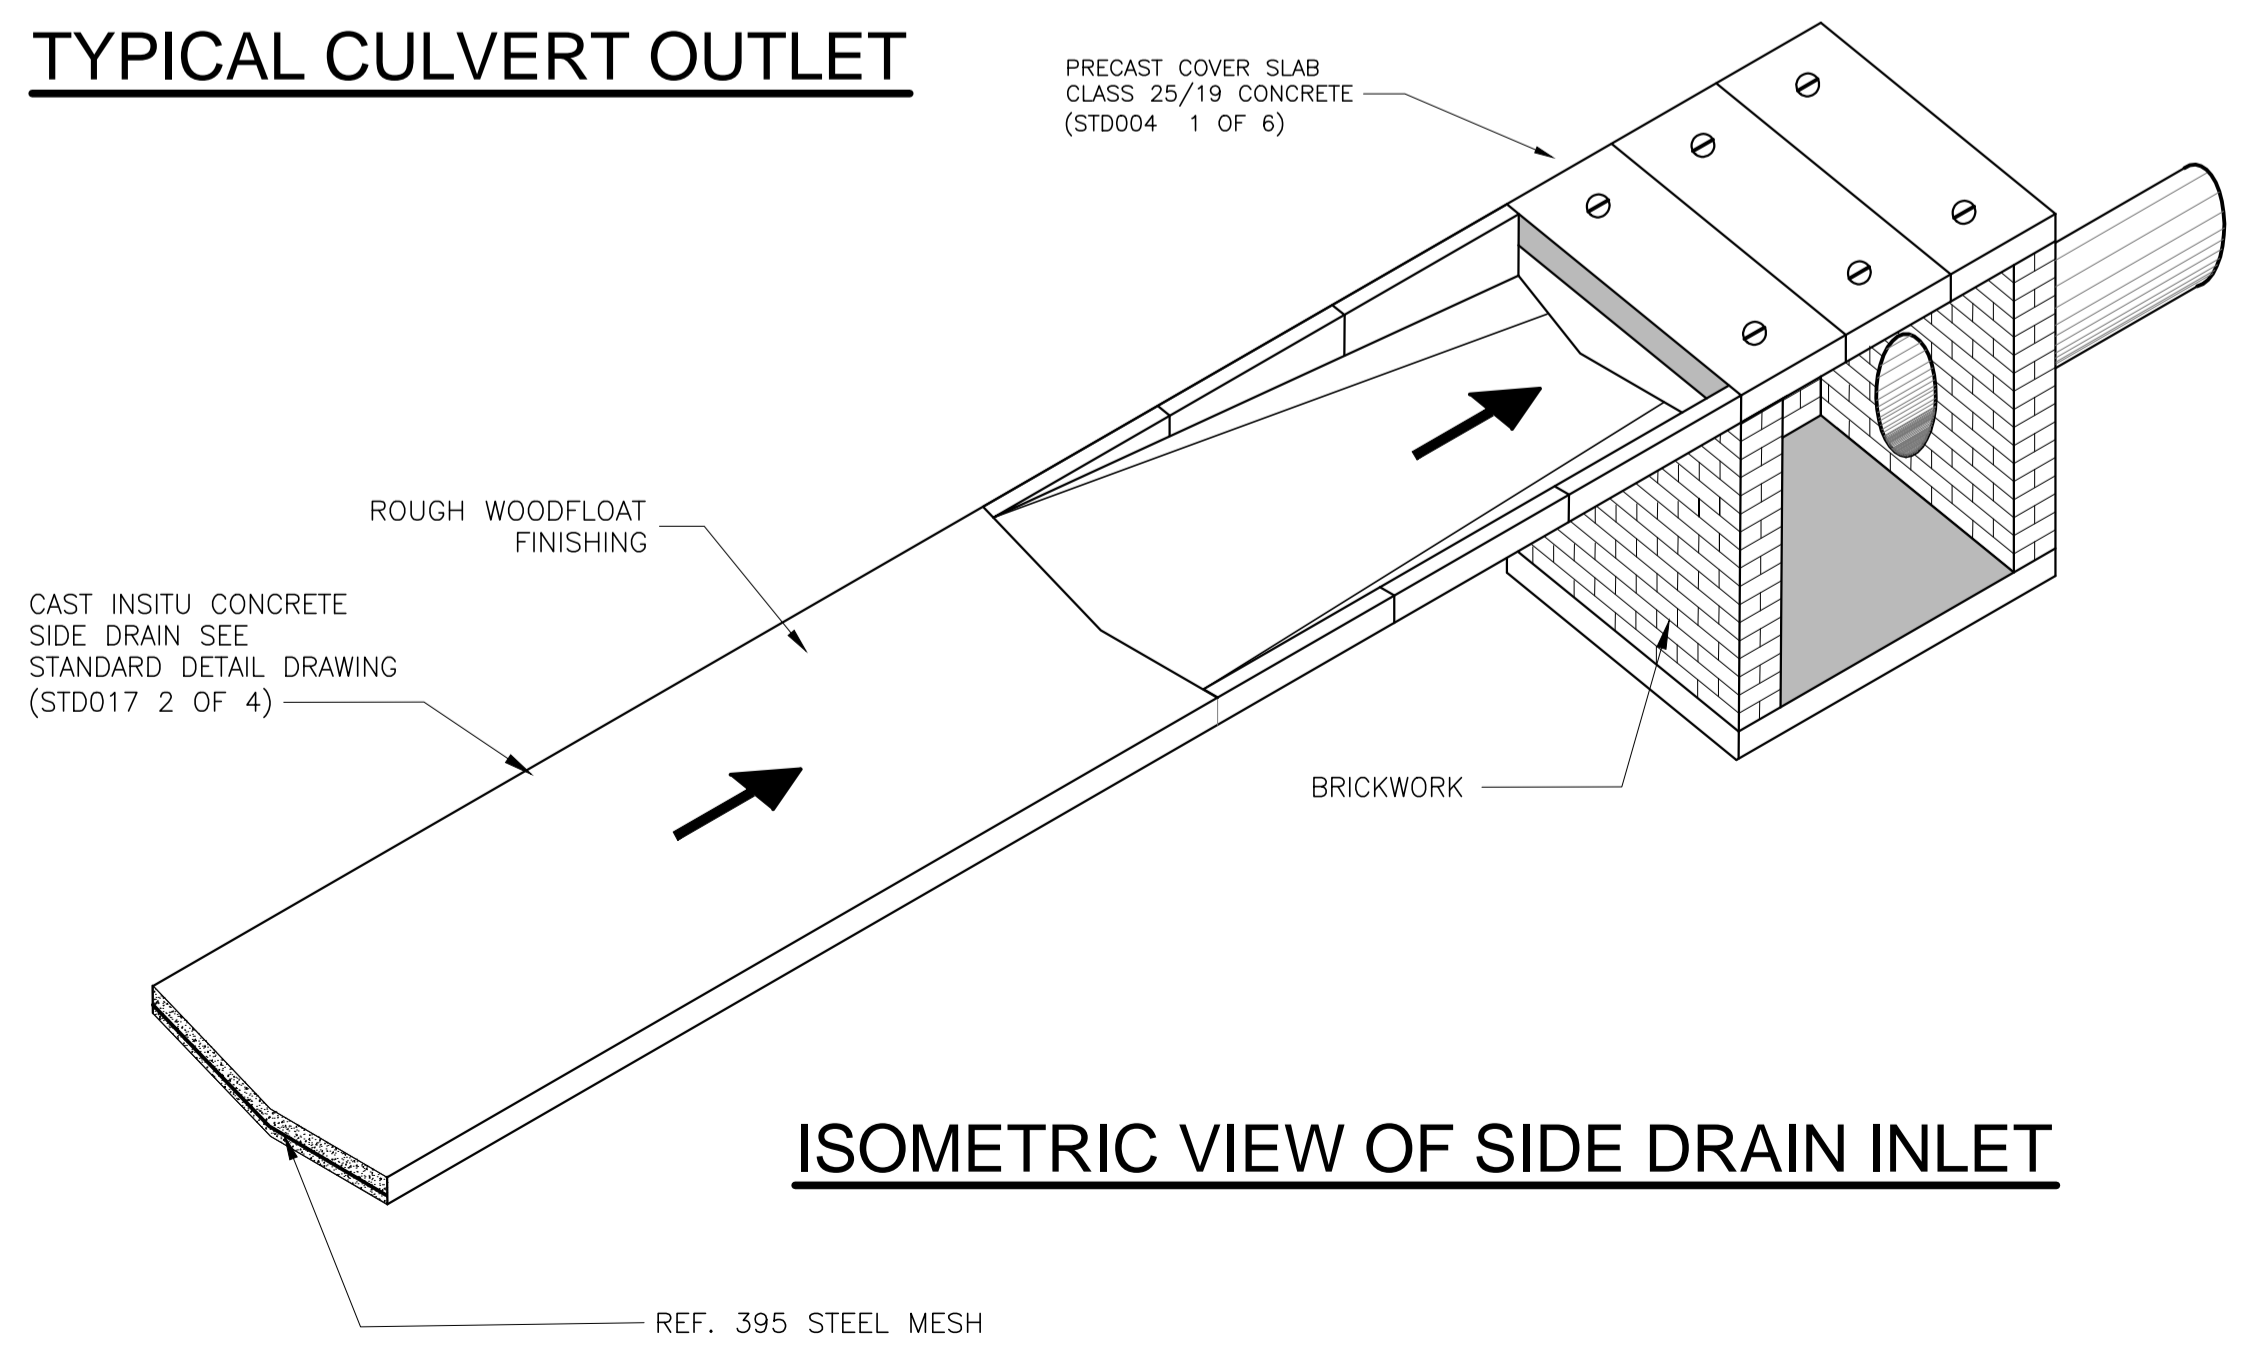 TYPICAL CULVERT OUTLET
PRECAST COVER SLAB
CLASS 25/19 CONCRETE
(STD004 1 OF 6)
ROUGH WOODFLOAT
FINISHING
CAST INSITU CONCRETE
SIDE DRAIN SEE
STANDARD DETAIL DRAWING
(STD017 2 OF 4)
BRICKWORK
ISOMETRIC VIEW OF SIDE DRAIN INLET
REF. 395 STEEL MESH